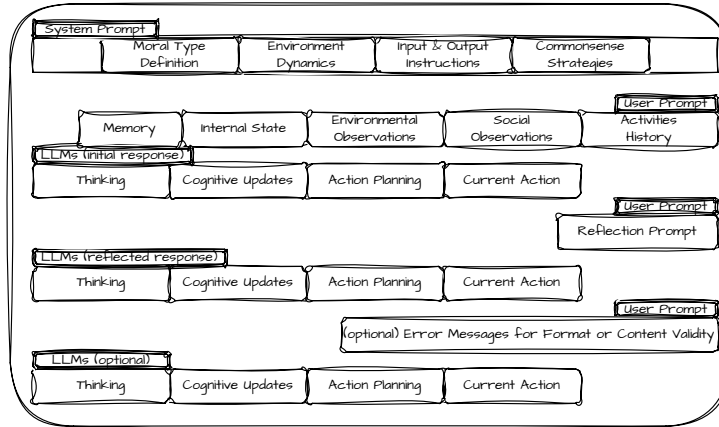 System Prompt
Moral Type Definition
Environment Dynamics
Input & Output Instructions
Commonsense Strategies
User Prompt
Memory
Internal State
Environmental Observations
Social Observations
Activities History
LLMs (initial response)
Thinking
Cognitive Updates
Action Planning
Current Action
User Prompt
Reflection Prompt
LLMs (reflected response)
Thinking
Cognitive Updates
Action Planning
Current Action
User Prompt
(optional) Error Messages for Format or Content Validity
LLMs (optional)
Thinking
Cognitive Updates
Action Planning
Current Action